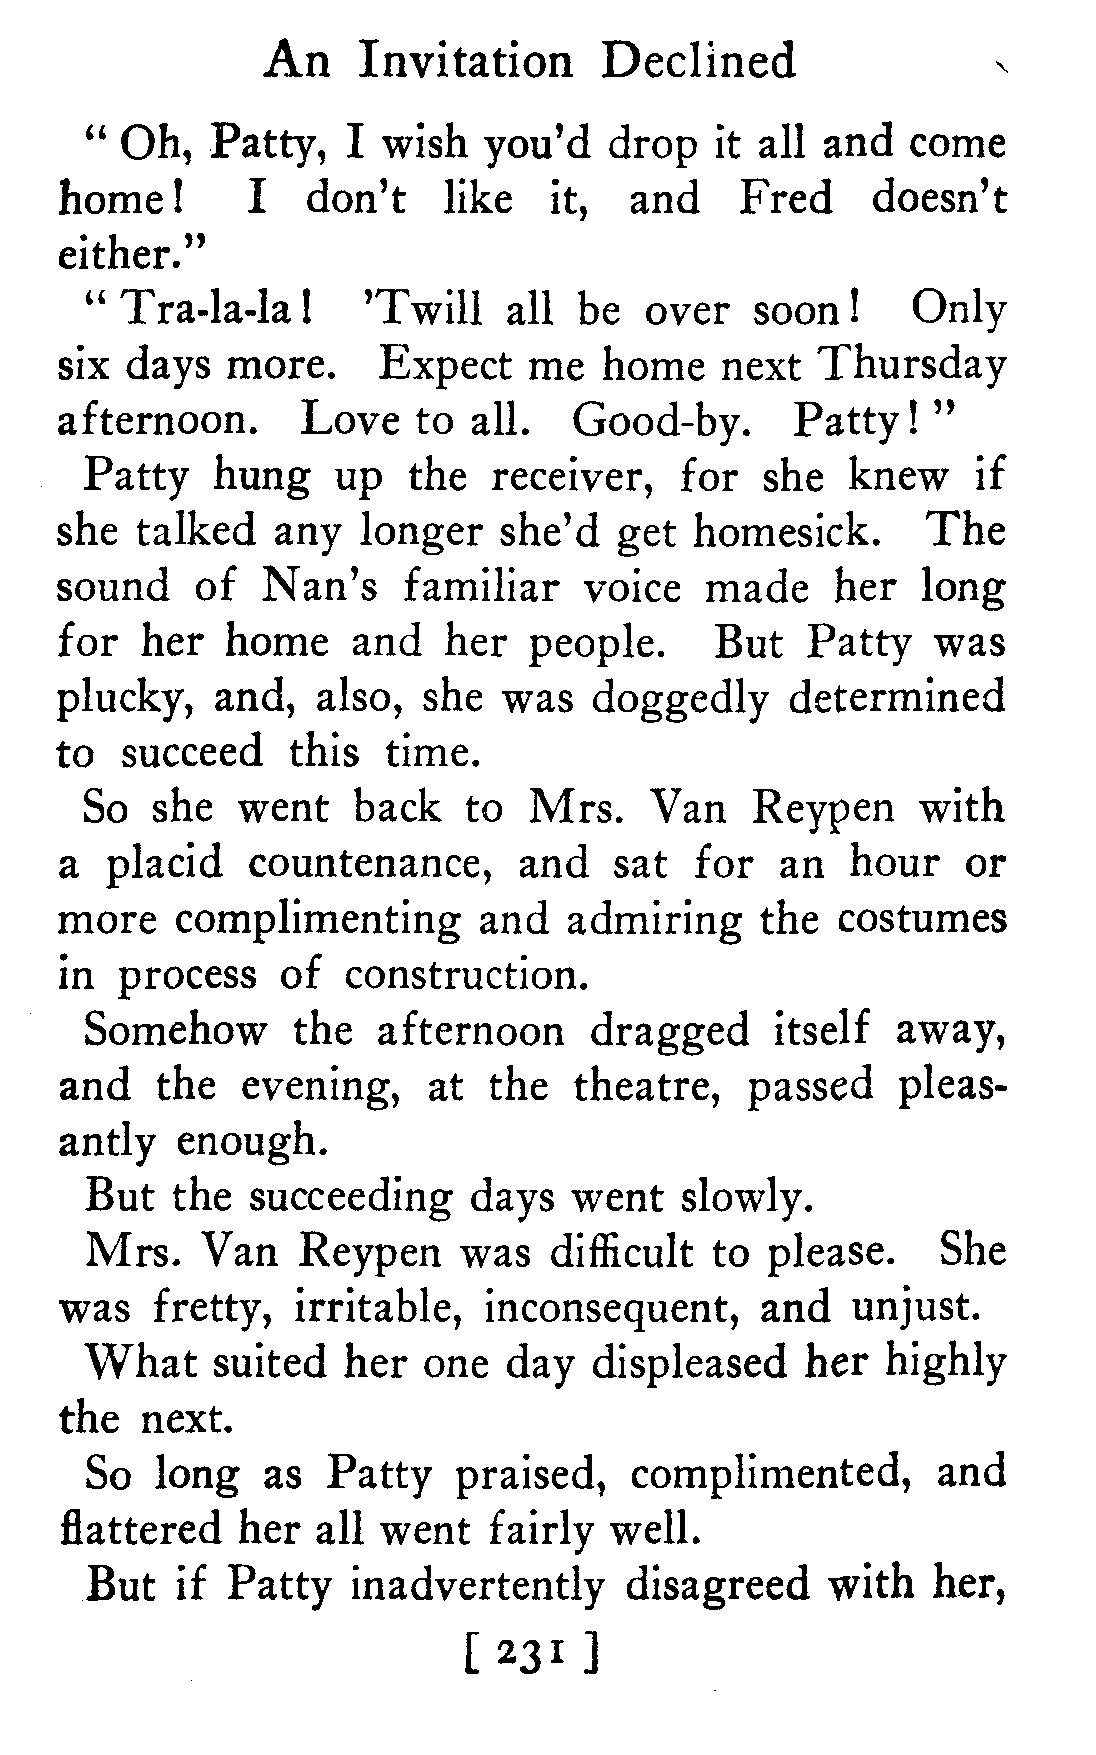 An Invitation Declined
“ Oh, Patty, I wish you’d drop it all and come
home! I don’t like it, and Fred doesn’t
either.”
“ Tra-la-la! ’Twill all be over soon! Only
six days more. Expect me home next Thursday
afternoon. Love to all. Good-by. Patty! ”
Patty hung up the receiver, for she knew if
she talked any longer she’d get homesick. The
sound of Nan’s familiar voice made her long
for her home and her people. But Patty was
plucky, and, also, she was doggedly determined
to succeed this time.
So she went back to Mrs. Van Reypen with
a placid countenance, and sat for an hour or
more complimenting and admiring the costumes
in process of construction.
Somehow the afternoon dragged itself away,
and the evening, at the theatre, passed pleas-
antly enough.
But the succeeding days went slowly.
Mrs. Van Reypen was difficult to please. She
was fretty, irritable, inconsequent, and unjust.
What suited her one day displeased her highly
the next.
So long as Patty praised, complimented, and
flattered her all went fairly well.
But if Patty inadvertently disagreed with her,
[ 231 ]